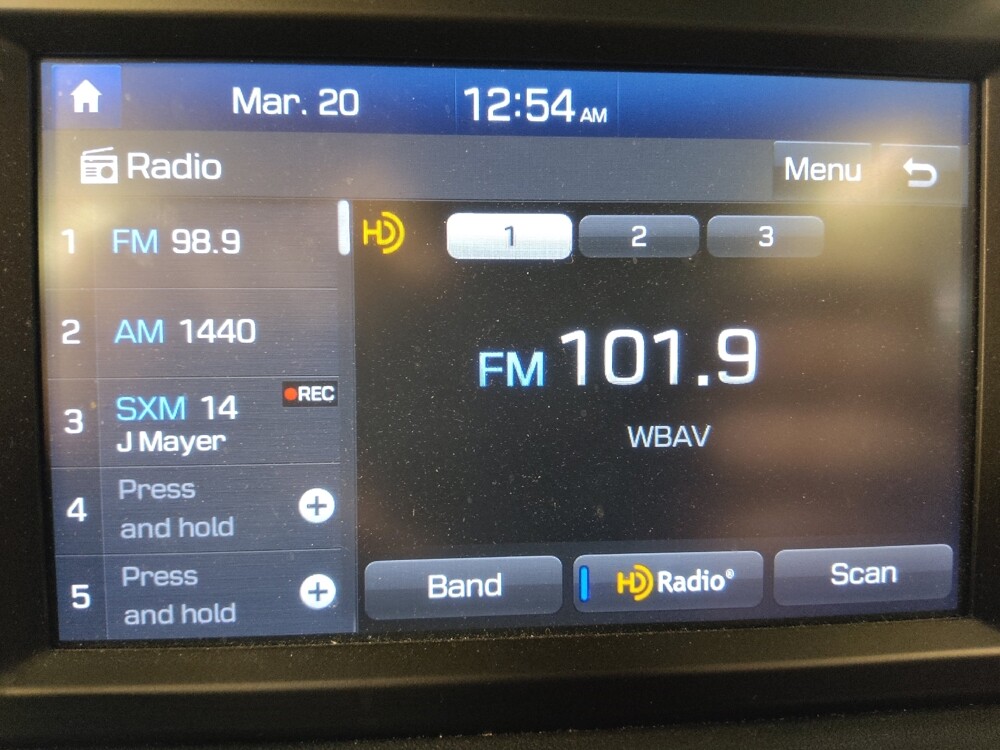 Mar. 20 12:54 AM
Radio Menu
1 FM 98.9
2 AM 1440
3 SXM 14 REC
J Mayer
4 Press
and hold
5 Press
and hold
HD 1 2 3
FM 101.9
WBAV
Band HD Radio® Scan